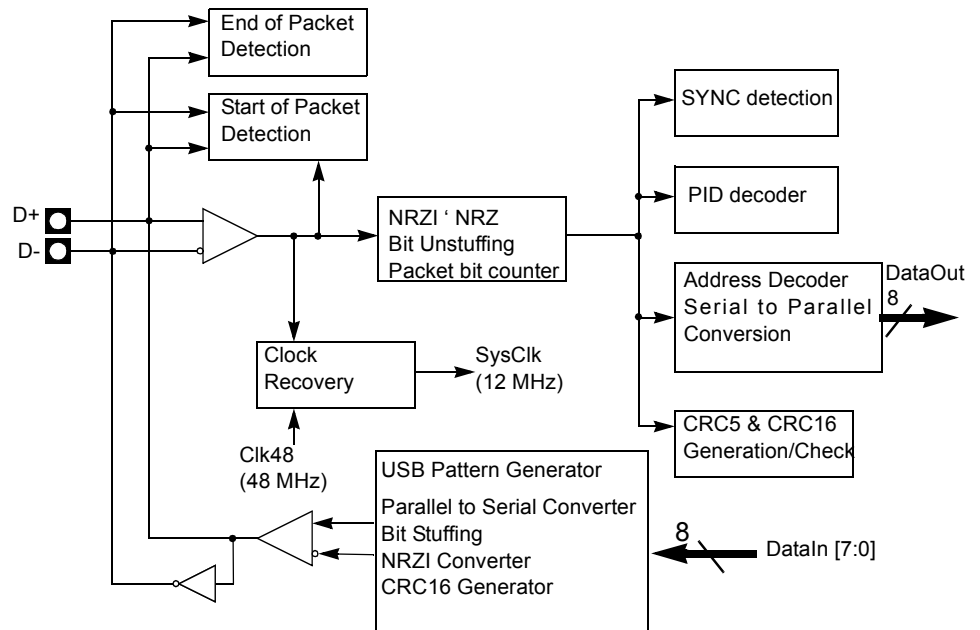 End of Packet
Detection
Start of Packet
Detection
SYNC detection
PID decoder
D+
D-
NRZI ‘ NRZ
Bit Unstuffing
Packet bit counter
Address Decoder
Serial to Parallel
Conversion
DataOut
8
Clock
Recovery
SysClk
(12 MHz)
CRC5 & CRC16
Generation/Check
Clk48
(48 MHz)
USB Pattern Generator
Parallel to Serial Converter
Bit Stuffing
NRZI Converter
CRC16 Generator
8
DataIn [7:0]